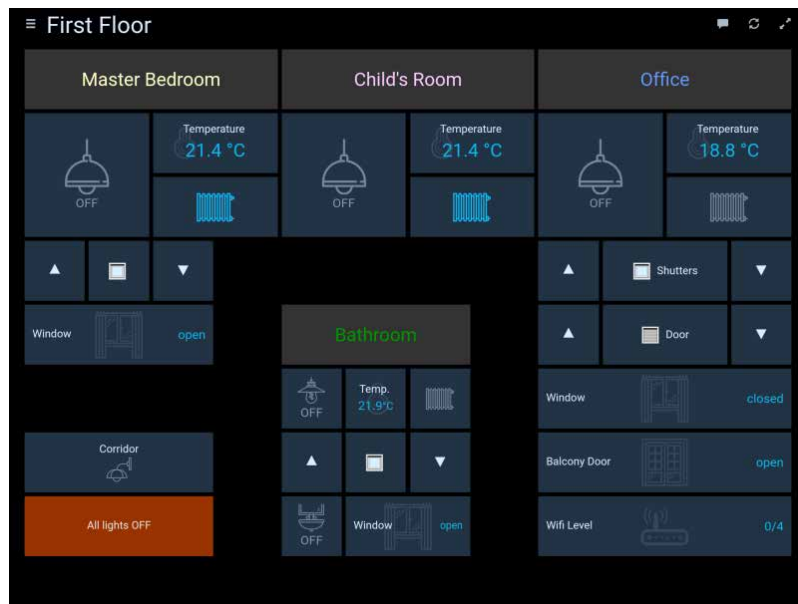 First Floor
Master Bedroom
Child's Room
Office
Temperature
21.4 °C
OFF
Temperature
21.4 °C
OFF
Temperature
18.8 °C
OFF
Shutters
Window open
Bathroom
Door
OFF
Temp.
21.9°C
Window closed
Corridor
Balcony Door open
All lights OFF
OFF
Window open
Wifi Level 0/4